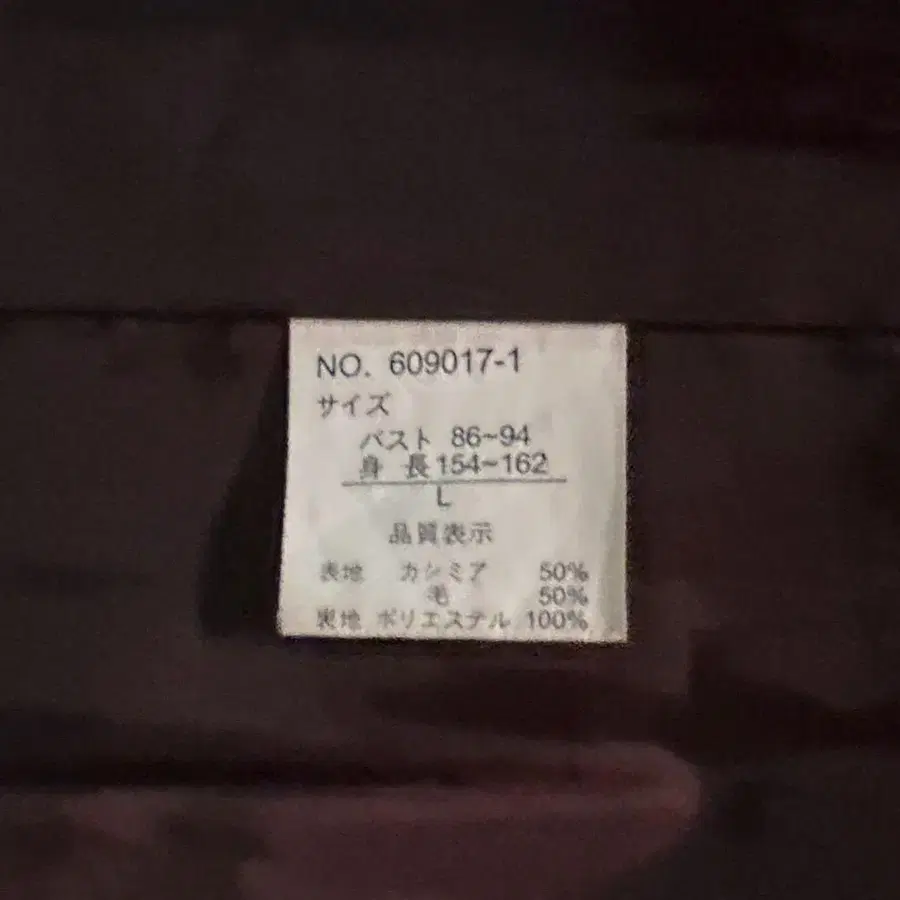 NO. 609017-1
サイズ
バスト 86~94
身 長 154~162
L
品質表示
表地 カシミア 50%
毛 50%
裏地 ポリエステル 100%